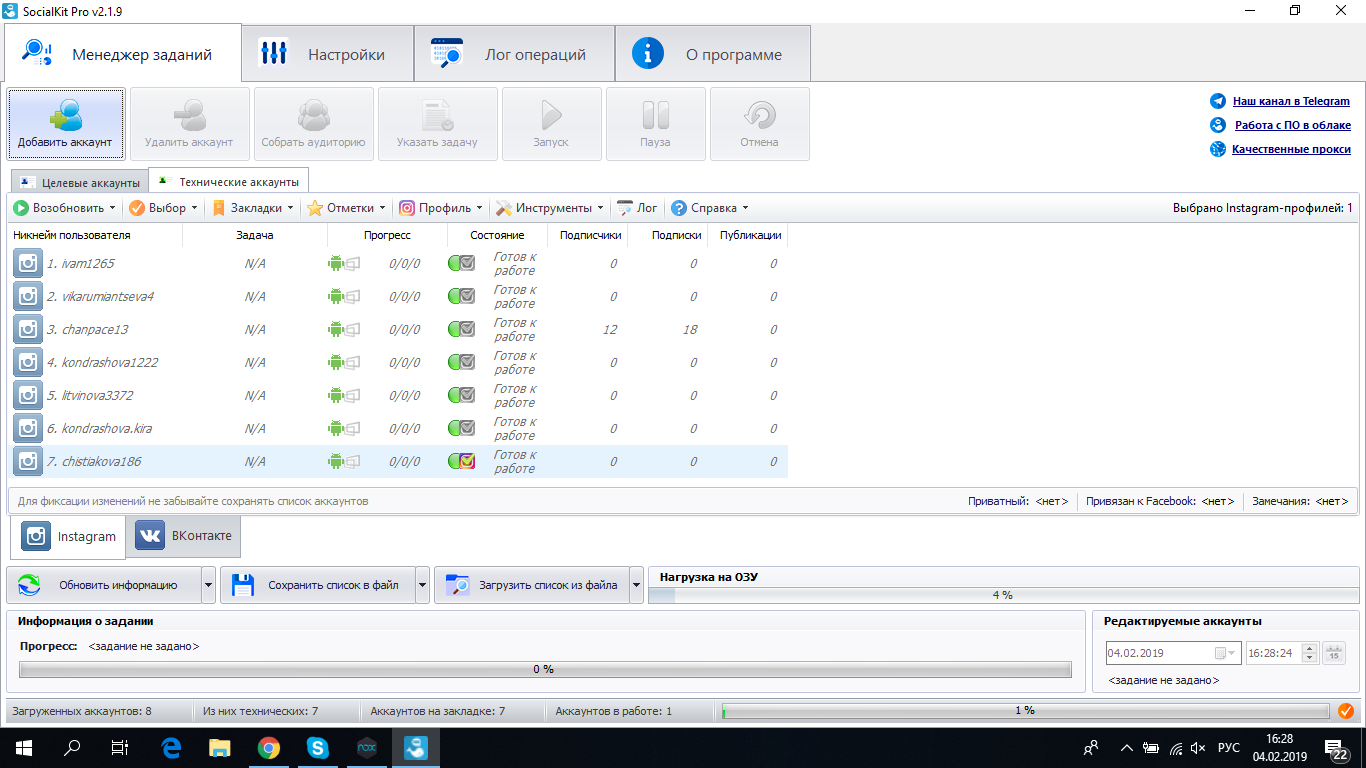 SocialKit Pro v2.1.9
Менеджер заданий
Настройки
Лог операций
О программе
Добавить аккаунт
Удалить аккаунт
Собрать аудиторию
Указать задачу
Запуск
Пауза
Отмена
Наш канал в Telegram
Работа с ПО в облаке
Качественные прокси
Целевые аккаунты
Технические аккаунты
Возобновить
Выбор
Закладки
Отметки
Профиль
Инструменты
Лог
Справка
Выбрано Instagram-профилей: 1
Никнейм пользователя Задача Прогресс Состояние Подписчики Подписки Публикации
1. ivam1265 N/A 0/0/0 Готов к работе 0 0 0
2. vikarumiantseva4 N/A 0/0/0 Готов к работе 0 0 0
3. chanpace13 N/A 0/0/0 Готов к работе 12 18 0
4. kondrashova1222 N/A 0/0/0 Готов к работе 0 0 0
5. litvinova3372 N/A 0/0/0 Готов к работе 0 0 0
6. kondrashova.kira N/A 0/0/0 Готов к работе 0 0 0
7. chistiakova186 N/A 0/0/0 Готов к работе 0 0 0
Для фиксации изменений не забывайте сохранять список аккаунтов
Приватный: <нет>
Привязан к Facebook: <нет>
Замечания: <нет>
Instagram
ВКонтакте
Обновить информацию
Сохранить список в файл
Загрузить список из файла
Нагрузка на ОЗУ
4 %
Информация о задании
Прогресс: <задание не задано>
0 %
Редактируемые аккаунты
04.02.2019
16:28:24
15
<задание не задано>
Загруженных аккаунтов: 8
Из них технических: 7
Аккаунтов на закладке: 7
Аккаунтов в работе: 1
1 %
nox
РУС
16:28
04.02.2019
22